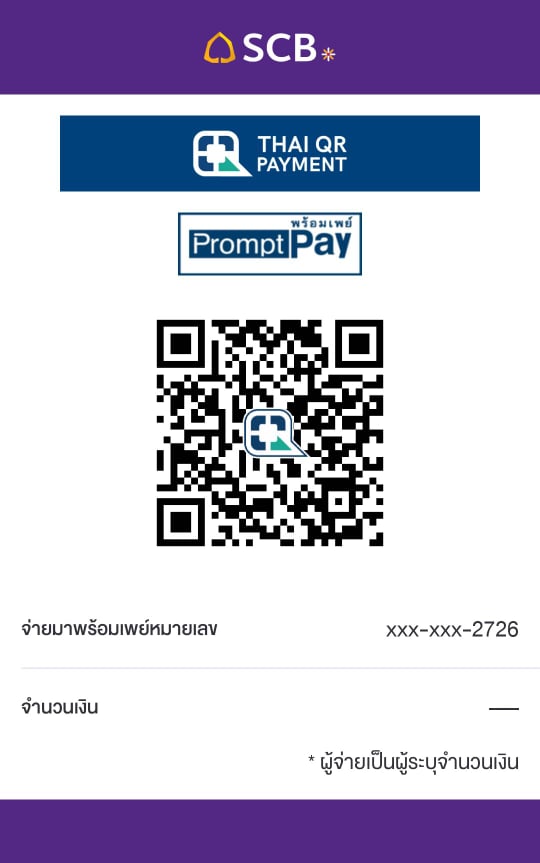 SCB
THAI QR
PAYMENT
พร้อมเพย์
PromptPay
จ่ายมาพร้อมเพย์หมายเลข
xxx-xxx-2726
จำนวนเงิน
—
* ผู้จ่ายเป็นผู้ระบุจำนวนเงิน